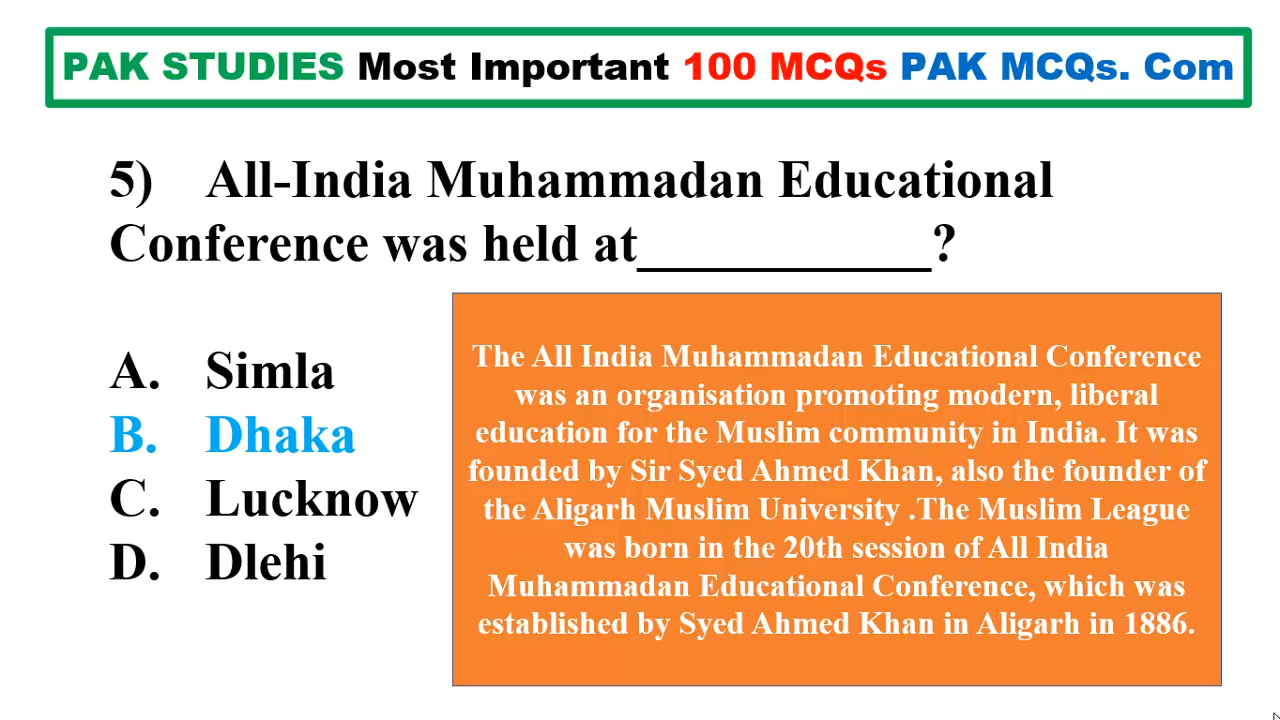 PAK STUDIES Most Important 100 MCQs PAK MCQs. Com
5) All-India Muhammadan Educational
Conference was held at___________?
A. Simla
B. Dhaka
C. Lucknow
D. Dlehi
The All India Muhammadan Educational Conference
was an organisation promoting modern, liberal
education for the Muslim community in India. It was
founded by Sir Syed Ahmed Khan, also the founder of
the Aligarh Muslim University .The Muslim League
was born in the 20th session of All India
Muhammadan Educational Conference, which was
established by Syed Ahmed Khan in Aligarh in 1886.